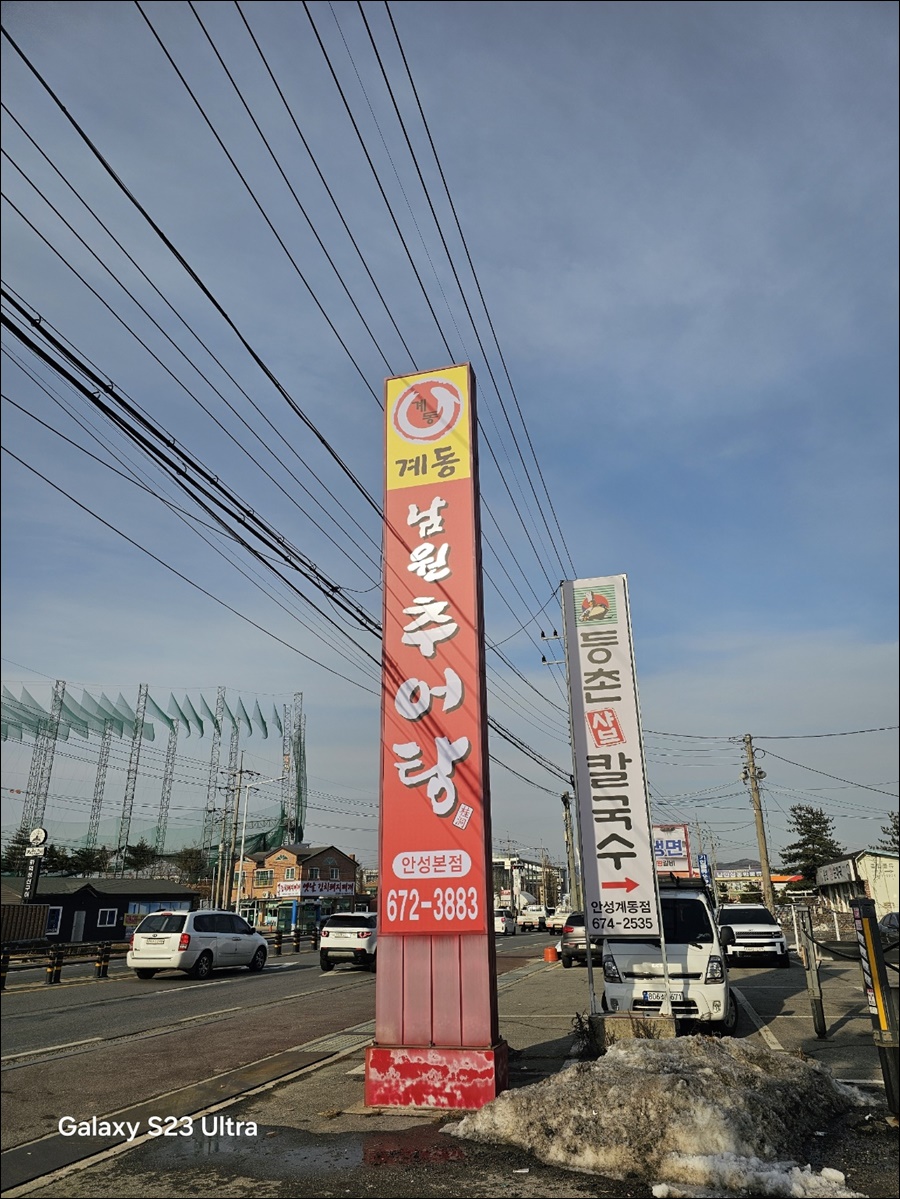 계동
계동
남원
추어탕
안성본점
672-3883
등촌
샵
칼국수
안성계동점
674-2535
냉면
Galaxy S23 Ultra